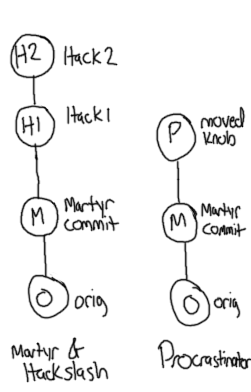 H2 Hack 2
H1 Hack 1
M Martyr
commit
O orig
Martyr &
Hackslash
P moved
knob
M Martyr
commit
O orig
Procrastinator